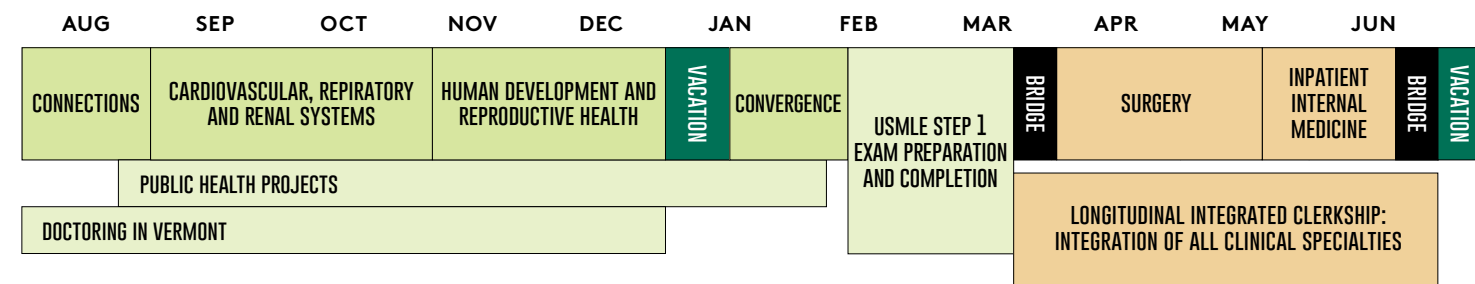 AUG SEP OCT NOV DEC JAN FEB MAR APR MAY JUN
CONNECTIONS
CARDIOVASCULAR, REPIRATORY
AND RENAL SYSTEMS
HUMAN DEVELOPMENT AND
REPRODUCTIVE HEALTH
VACATION
CONVERGENCE
USMLE STEP 1
EXAM PREPARATION
AND COMPLETION
BRIDGE
SURGERY
INPATIENT
INTERNAL
MEDICINE
BRIDGE
VACATION
PUBLIC HEALTH PROJECTS
DOCTORING IN VERMONT
LONGITUDINAL INTEGRATED CLERKSHIP:
INTEGRATION OF ALL CLINICAL SPECIALTIES